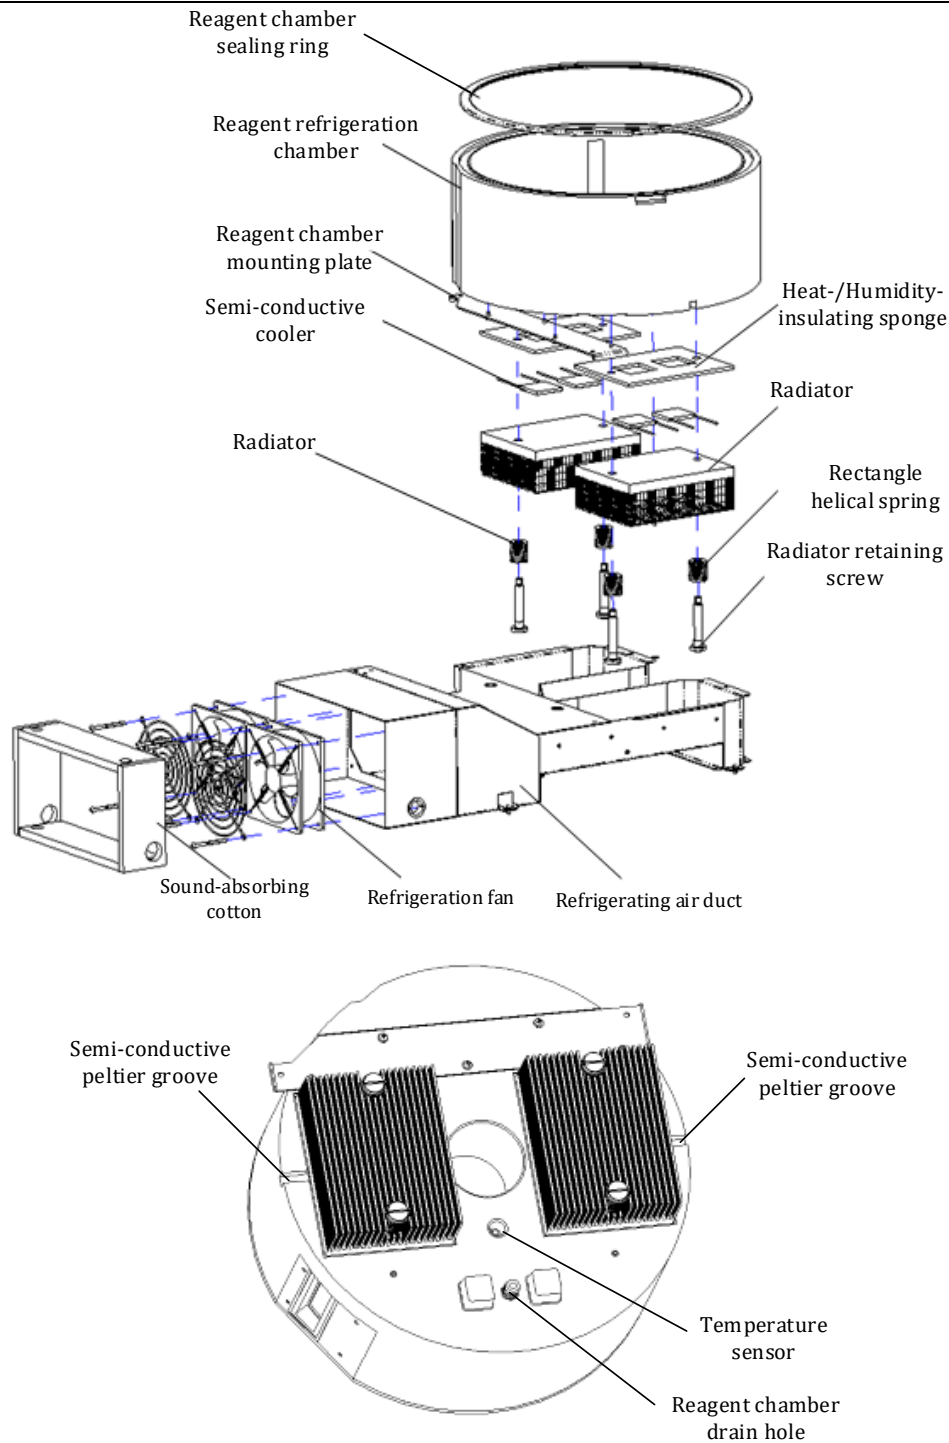 Reagent chamber
sealing ring
Reagent refrigeration
chamber
Reagent chamber
mounting plate
Semi-conductive
cooler
Heat-/Humidity-
insulating sponge
Radiator
Radiator
Rectangle
helical spring
Radiator retaining
screw
Sound-absorbing
cotton
Refrigeration fan
Refrigerating air duct
Semi-conductive
peltier groove
Semi-conductive
peltier groove
Temperature
sensor
Reagent chamber
drain hole